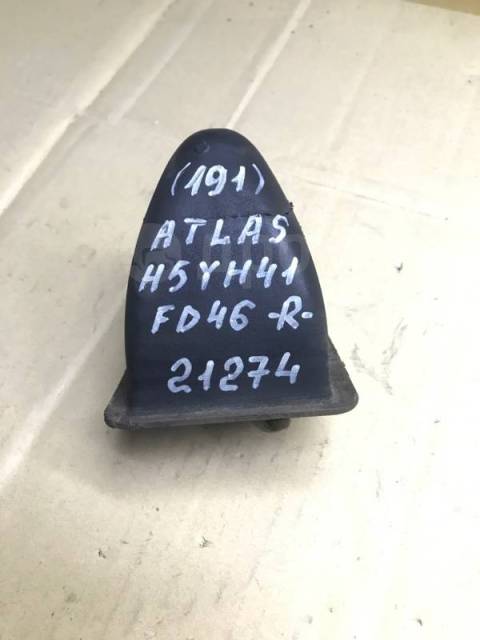 (191)
ATLAS
H5YH41
FD46 -R-
21274